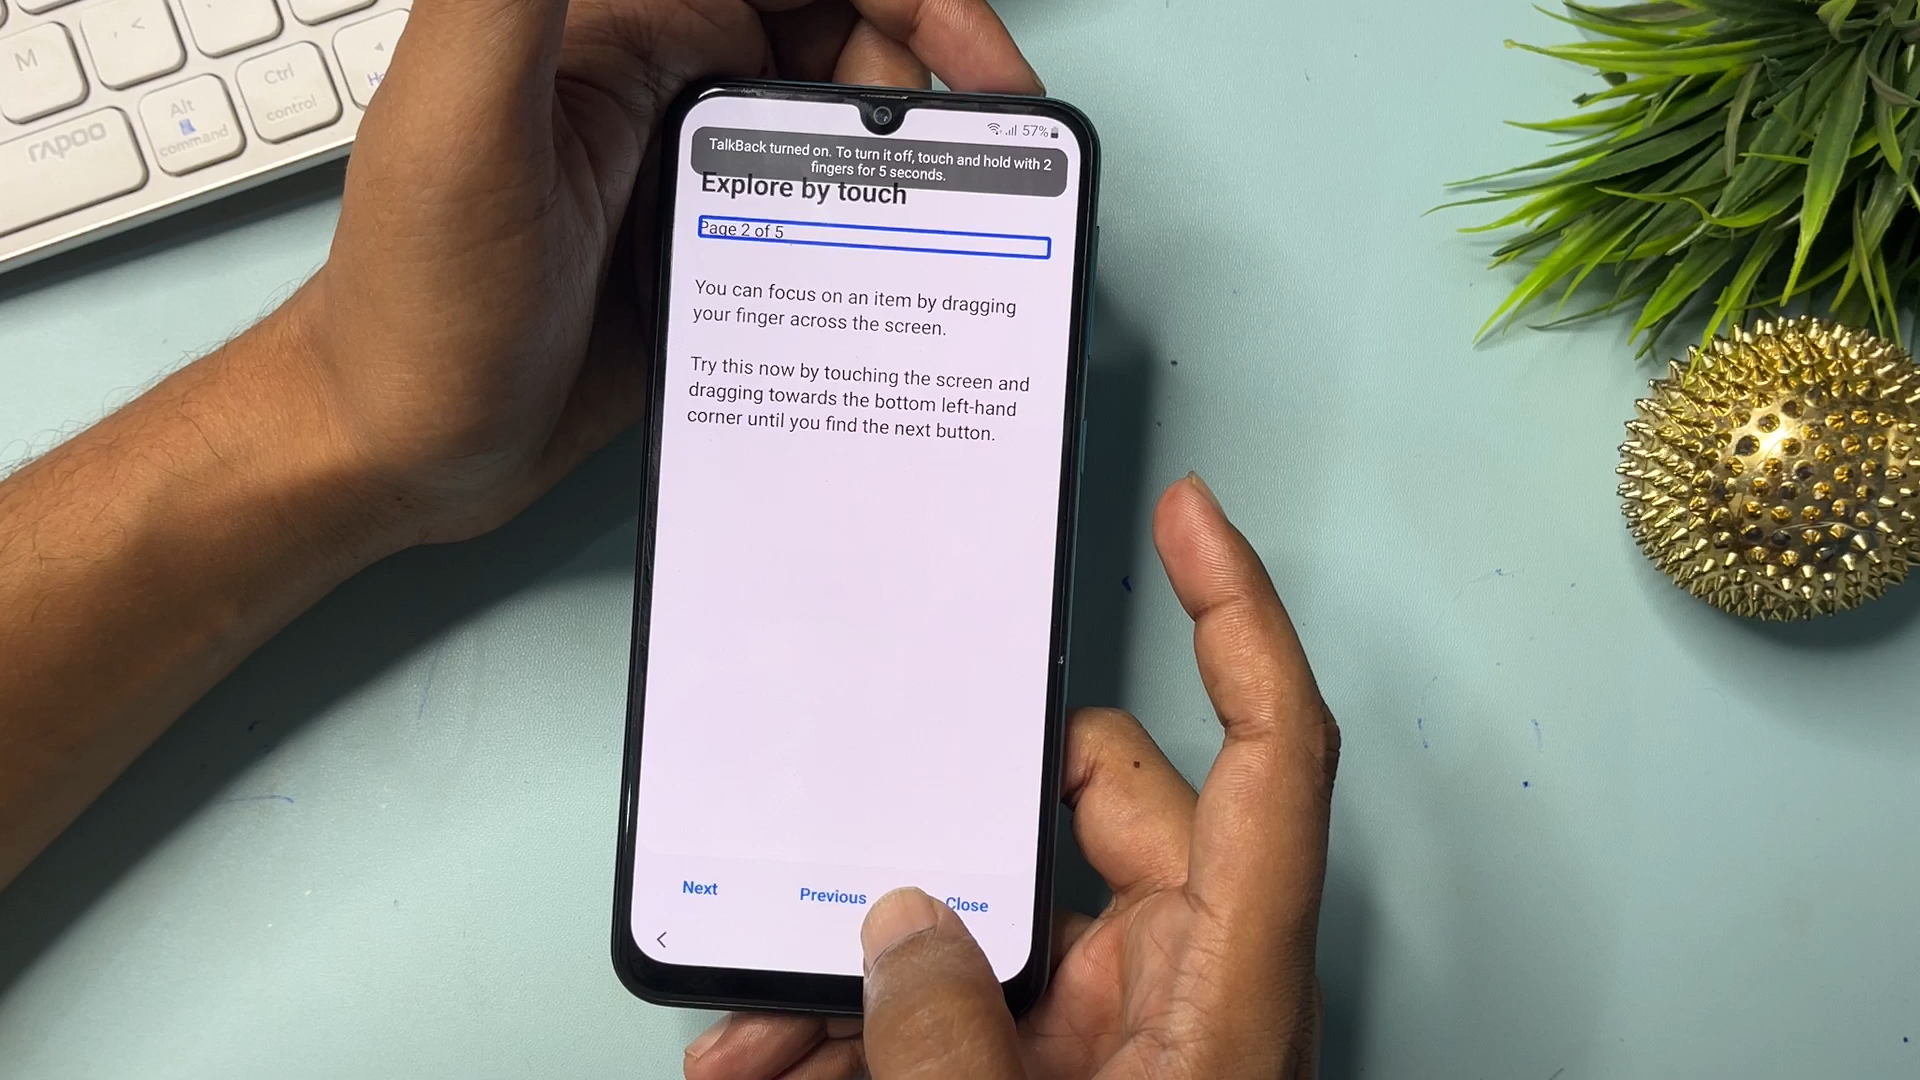 M
<
Alt
command
Ctrl
control
rapoo
57%
TalkBack turned on. To turn it off, touch and hold with 2
fingers for 5 seconds.
Explore by touch
Page 2 of 5
You can focus on an item by dragging
your finger across the screen.
Try this now by touching the screen and
dragging towards the bottom left-hand
corner until you find the next button.
Next
Previous
Close